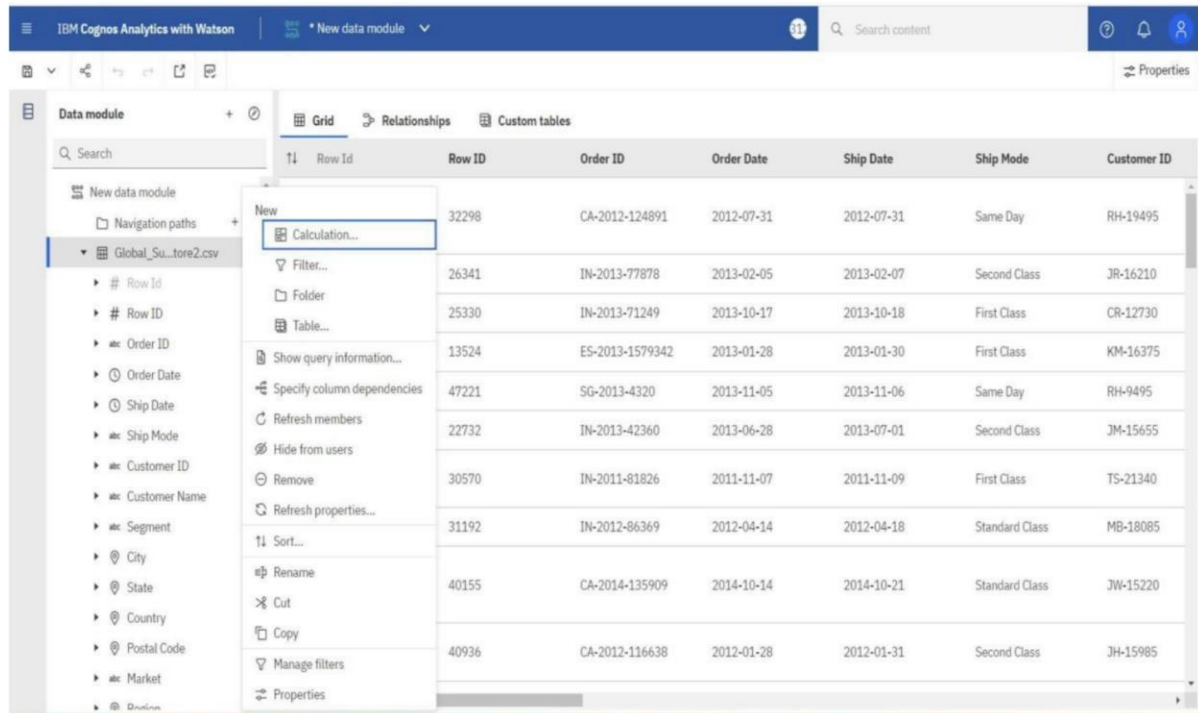 IBM Cognos Analytics with Watson
* New data module
Search content
Properties
Data module
Search
New data module
Navigation paths
Global_Su...tore2.csv
# Row Id
# Row ID
abc Order ID
Order Date
Ship Date
abc Ship Mode
abc Customer ID
abc Customer Name
abc Segment
City
State
Country
Postal Code
abc Market
Region
New
Calculation...
Filter...
Folder
Table...
Show query information...
Specify column dependencies
Refresh members
Hide from users
Remove
Refresh properties...
Sort...
Rename
Cut
Copy
Manage filters
Properties
Grid Relationships Custom tables
Row Id Row ID Order ID Order Date Ship Date Ship Mode Customer ID
32298 CA-2012-124891 2012-07-31 2012-07-31 Same Day RH-19495
26341 IN-2013-77878 2013-02-05 2013-02-07 Second Class JR-16210
25330 IN-2013-71249 2013-10-17 2013-10-18 First Class CR-12730
13524 ES-2013-1579342 2013-01-28 2013-01-30 First Class KM-16375
47221 SG-2013-4320 2013-11-05 2013-11-06 Same Day RH-9495
22732 IN-2013-42360 2013-06-28 2013-07-01 Second Class JM-15655
30570 IN-2011-81826 2011-11-07 2011-11-09 First Class TS-21340
31192 IN-2012-86369 2012-04-14 2012-04-18 Standard Class MB-18085
40155 CA-2014-135909 2014-10-14 2014-10-21 Standard Class JW-15220
40936 CA-2012-116638 2012-01-28 2012-01-31 Second Class JH-15985